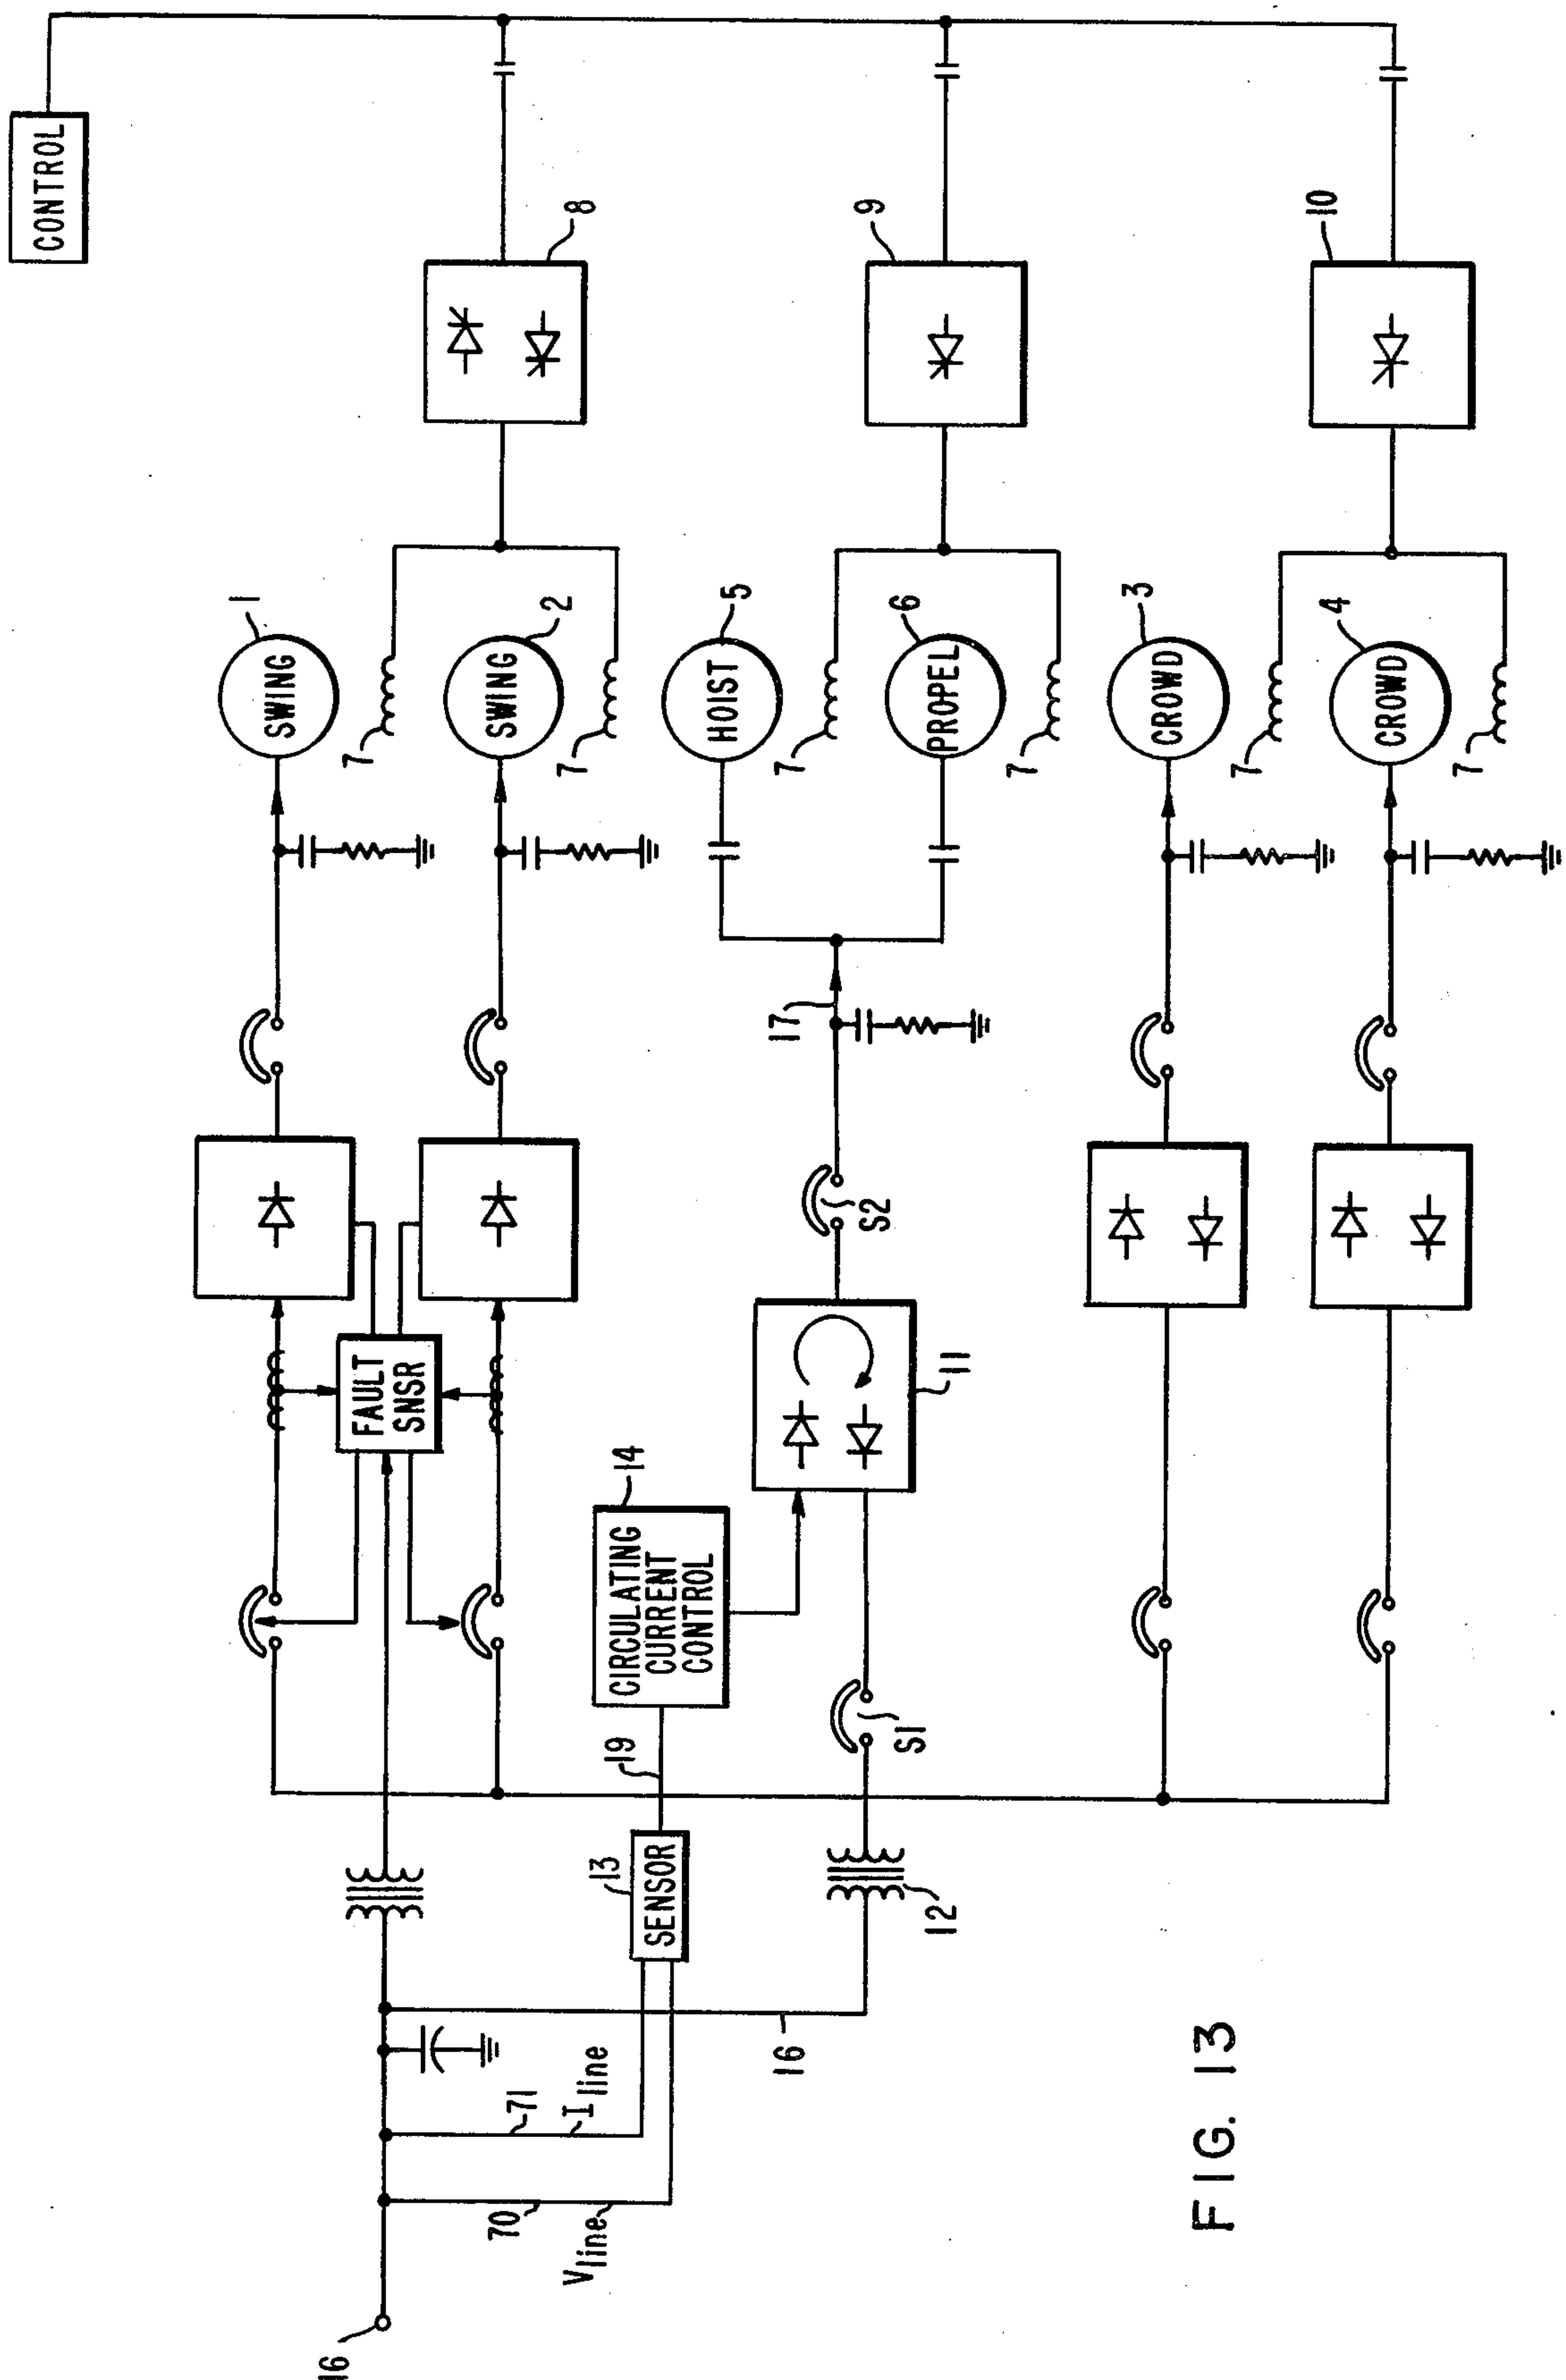 CONTROL
8
9
10
1
SWING
7
2
SWING
7
5
HOIST
7
6
PROPEL
7
3
CROWD
7
4
CROWD
7
17
S2
FAULT
SNSR
11
14
CIRCULATING
CURRENT
CONTROL
S1
19
13
SENSOR
12
16
71
I line
70
Vline
16
FIG. 13